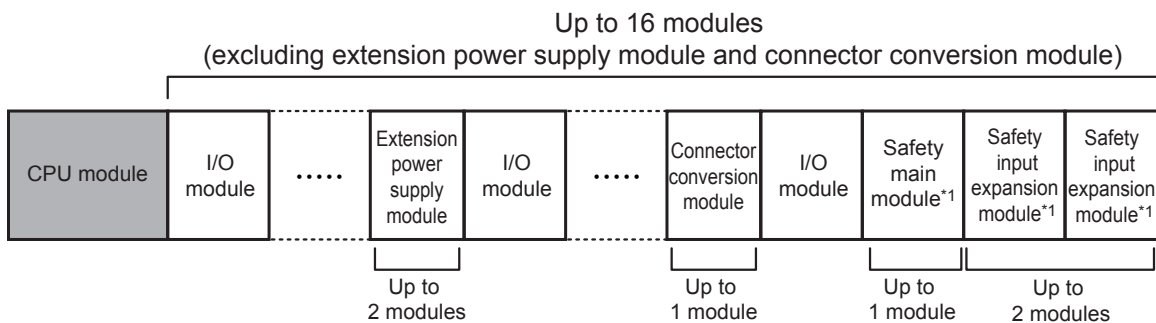 Up to 16 modules
(excluding extension power supply module and connector conversion module)
CPU module
I/O
module
.....
Extension
power
supply
module
I/O
module
.....
Connector
conversion
module
I/O
module
Safety
main
module*1
Safety
input
expansion
module*1
Safety
input
expansion
module*1
Up to
2 modules
Up to
1 module
Up to
1 module
Up to
2 modules